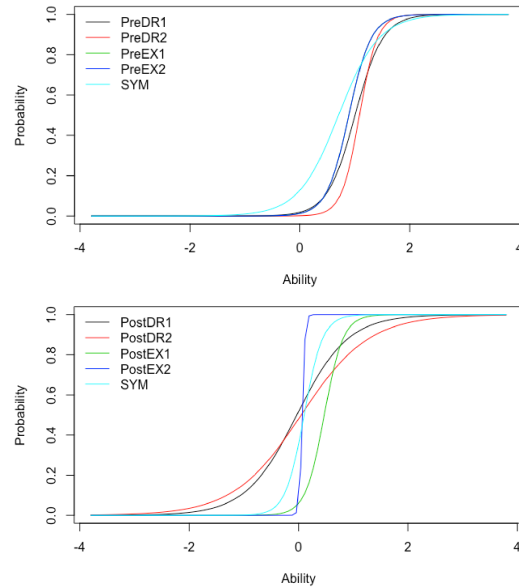 1.0
0.8
0.6
0.4
0.2
0.0
Probability
PreDR1
PreDR2
PreEX1
PreEX2
SYM
-4 -2 0 2 4
Ability
1.0
0.8
0.6
0.4
0.2
0.0
Probability
PostDR1
PostDR2
PostEX1
PostEX2
SYM
-4 -2 0 2 4
Ability